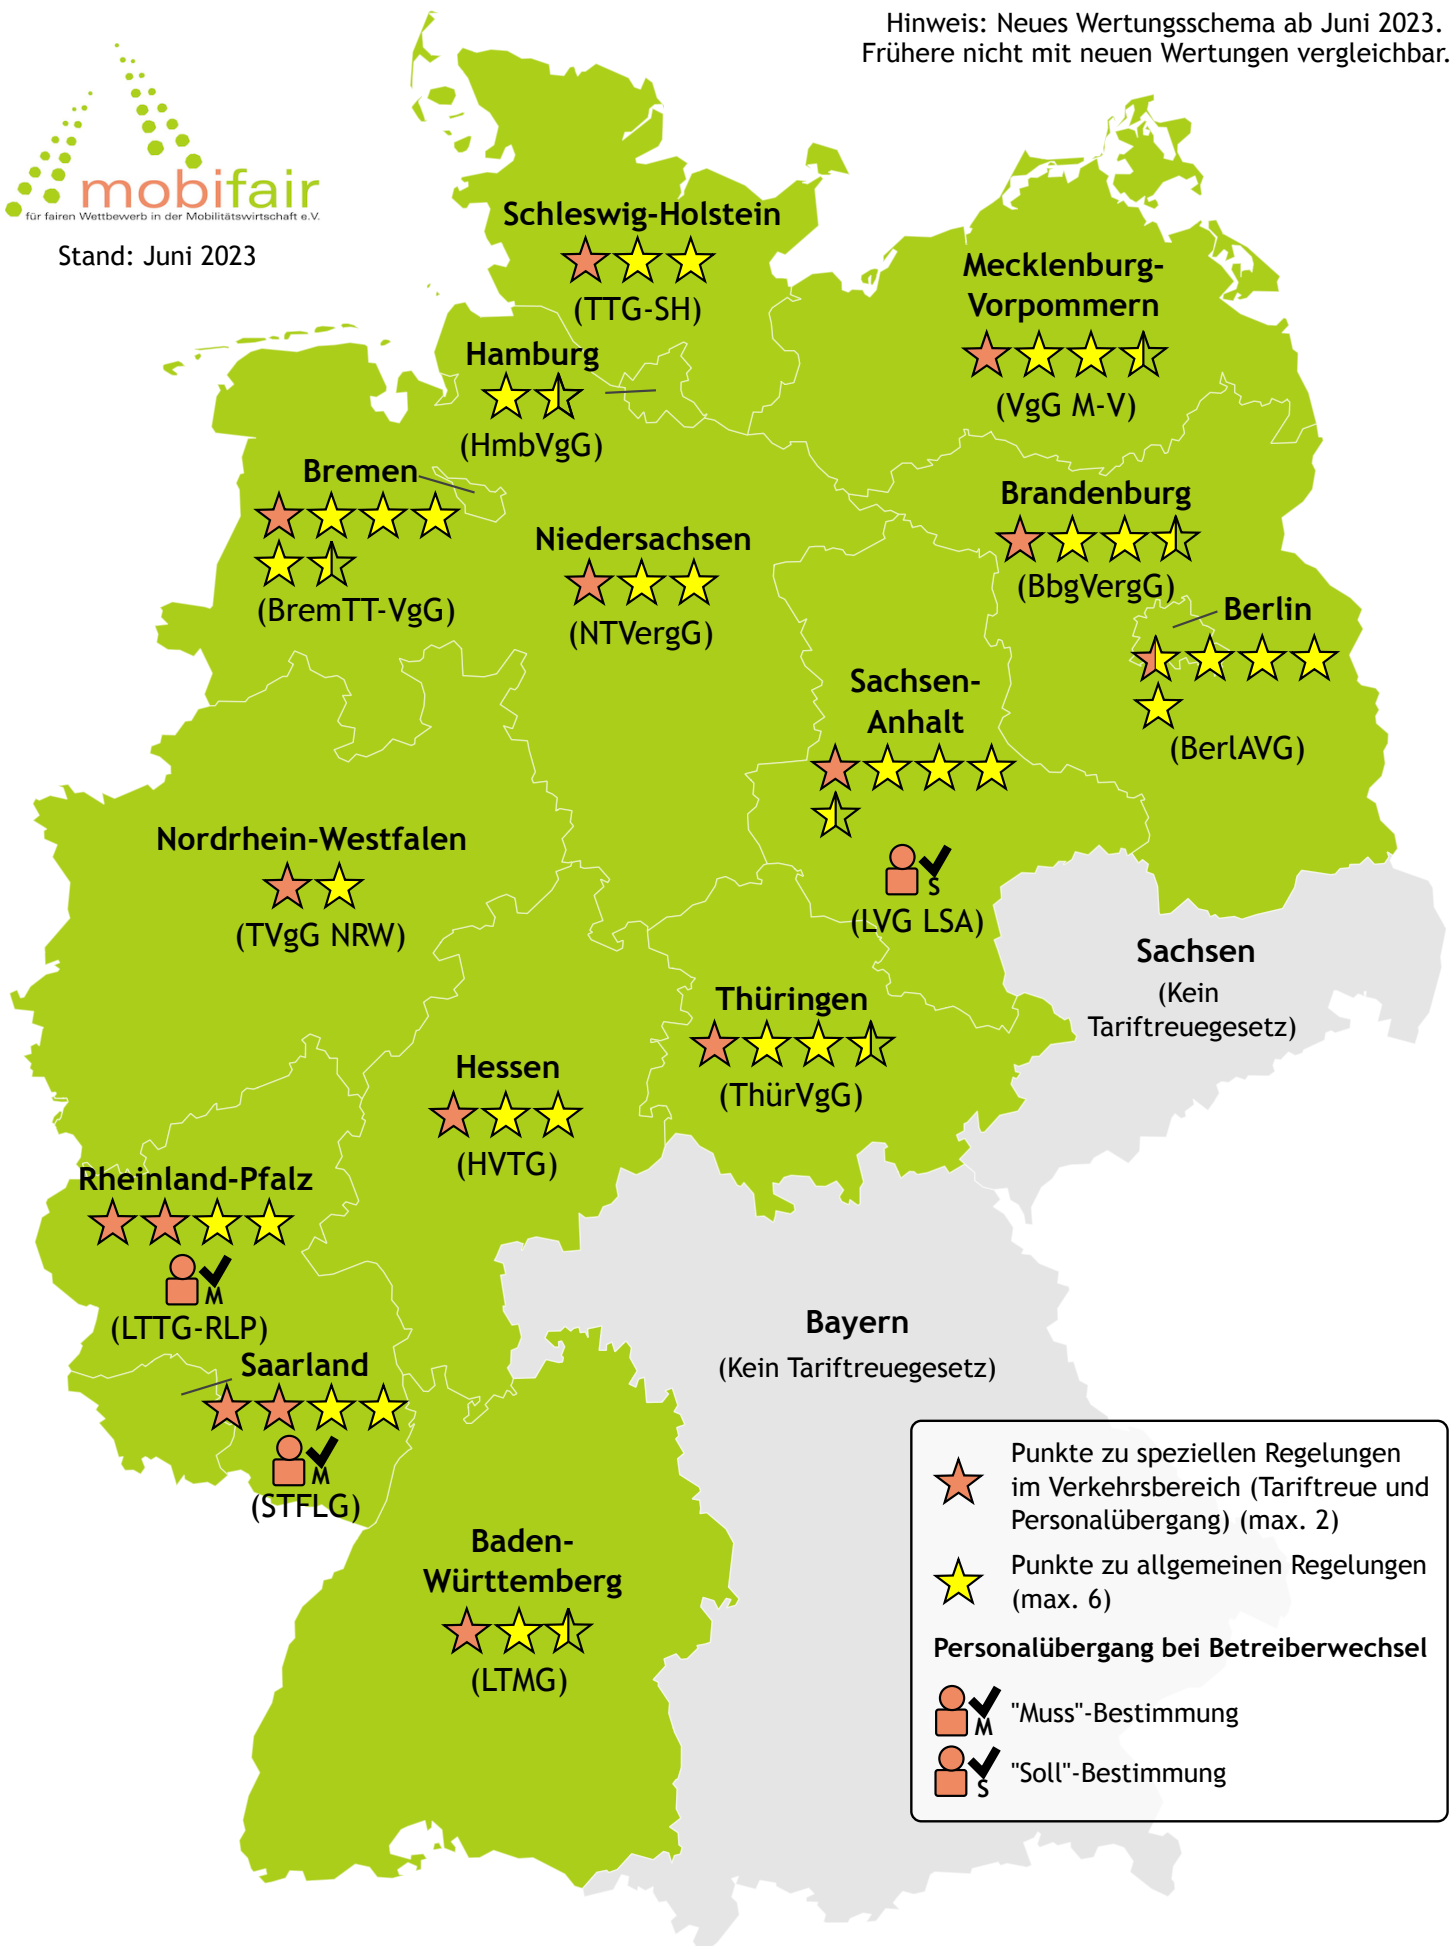 Hinweis: Neues Wertungsschema ab Juni 2023.
Frühere nicht mit neuen Wertungen vergleichbar.
mobifair
für fairen Wettbewerb in der Mobilitätswirtschaft e.V.
Stand: Juni 2023
Schleswig-Holstein
(TTG-SH)
Mecklenburg-
Vorpommern
(VgG M-V)
Hamburg
(HmbVgG)
Bremen
(BremTT-VgG)
Niedersachsen
(NTVergG)
Brandenburg
(BbgVergG)
Berlin
(BerlAVG)
Sachsen-
Anhalt
S
(LVG LSA)
Nordrhein-Westfalen
(TVgG NRW)
Sachsen
(Kein
Tariftreuegesetz)
Thüringen
(ThürVgG)
Hessen
(HVTG)
Rheinland-Pfalz
M
(LTTG-RLP)
Saarland
M
(STFLG)
Bayern
(Kein Tariftreuegesetz)
Baden-
Württemberg
(LTMG)
Punkte zu speziellen Regelungen
im Verkehrsbereich (Tariftreue und
Personalübergang) (max. 2)
Punkte zu allgemeinen Regelungen
(max. 6)
Personalübergang bei Betreiberwechsel
M
"Muss"-Bestimmung
S
"Soll"-Bestimmung